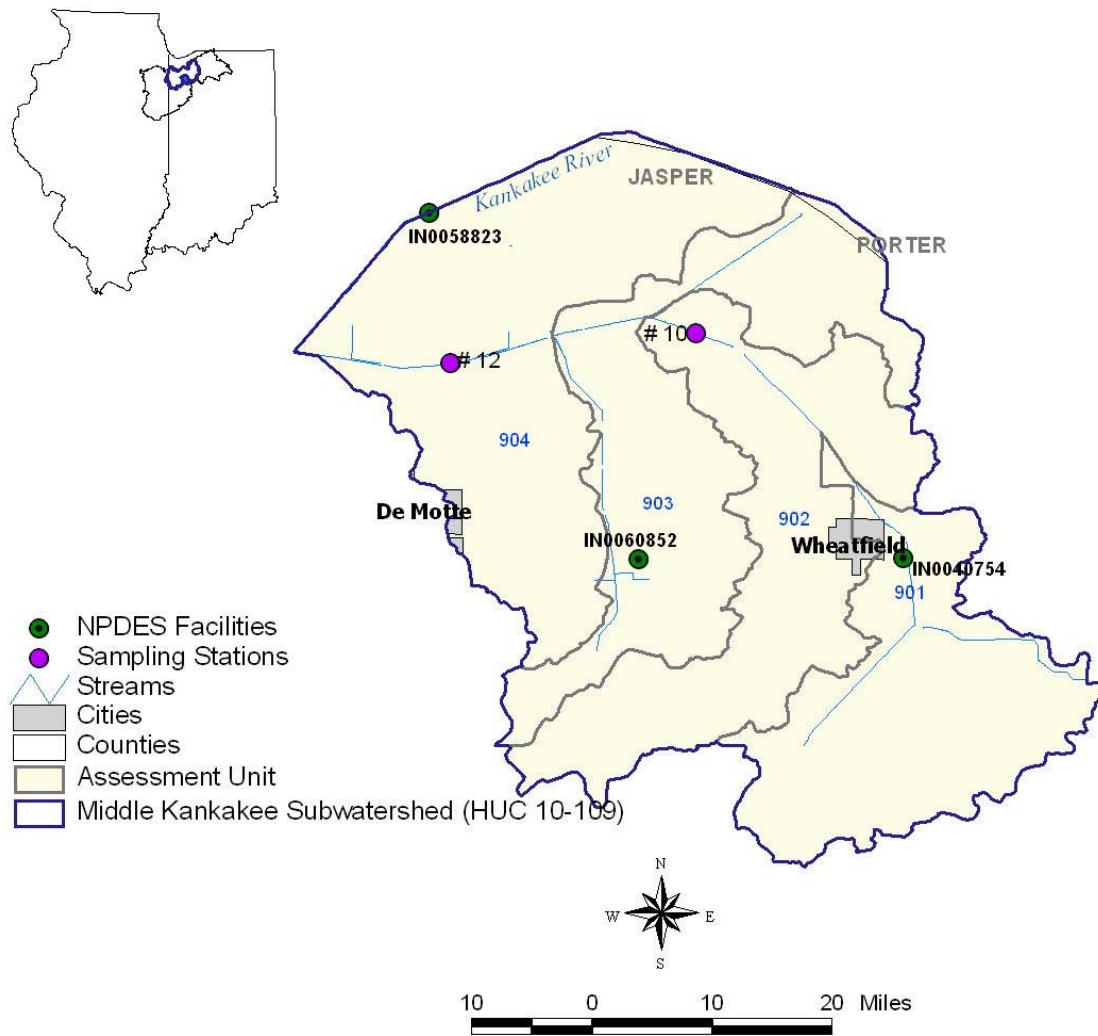 Kankakee River
JASPER
IN0058823
PORTER
# 10
# 12
904
De Motte
903
902
IN0060852
Wheatfield
IN0040754
901
NPDES Facilities
Sampling Stations
Streams
Cities
Counties
Assessment Unit
Middle Kankakee Subwatershed (HUC 10-109)
N
W
E
S
10 0 10 20 Miles